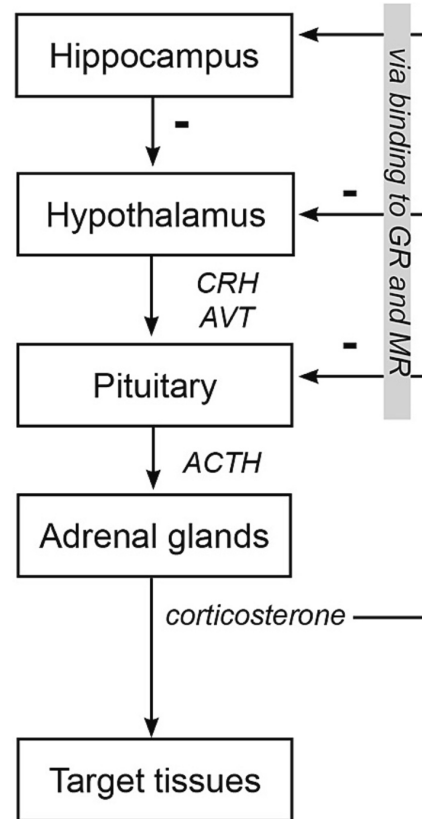 Hippocampus
-
Hypothalamus
-
CRH
AVT
-
Pituitary
ACTH
Adrenal glands
corticosterone
Target tissues
via binding to GR and MR